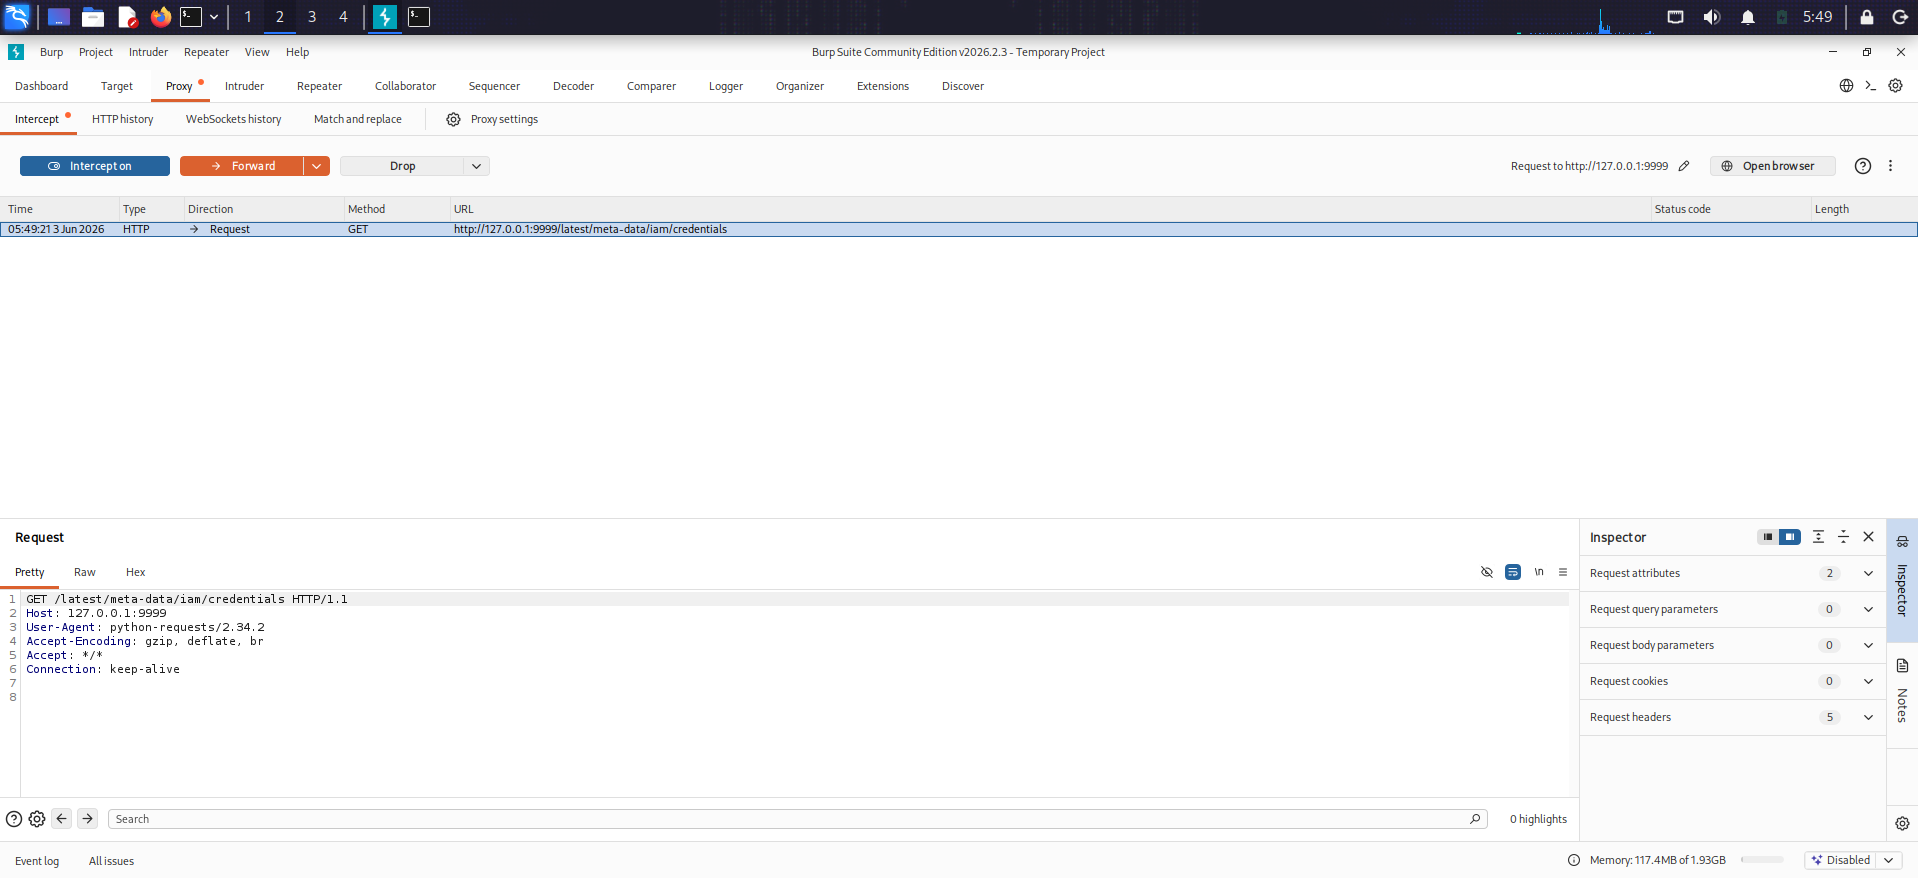 1 2 3 4 5:49
Burp Project Intruder Repeater View Help Burp Suite Community Edition v2026.2.3 - Temporary Project
Dashboard Target Proxy Intruder Repeater Collaborator Sequencer Decoder Comparer Logger Organizer Extensions Discover
Intercept HTTP history WebSockets history Match and replace Proxy settings
Intercept on Forward Drop Request to http://127.0.0.1:9999 Open browser
Time Type Direction Method URL Status code Length
05:49:21 3 Jun 2026 HTTP → Request GET http://127.0.0.1:9999/latest/meta-data/iam/credentials
Request
Pretty Raw Hex \n
1 GET /latest/meta-data/iam/credentials HTTP/1.1
2 Host: 127.0.0.1:9999
3 User-Agent: python-requests/2.34.2
4 Accept-Encoding: gzip, deflate, br
5 Accept: */*
6 Connection: keep-alive
7
8
Search 0 highlights
Inspector
Request attributes 2
Request query parameters 0
Request body parameters 0
Request cookies 0
Request headers 5
Inspector
Notes
Event log All issues Memory: 117.4MB of 1.93GB Disabled